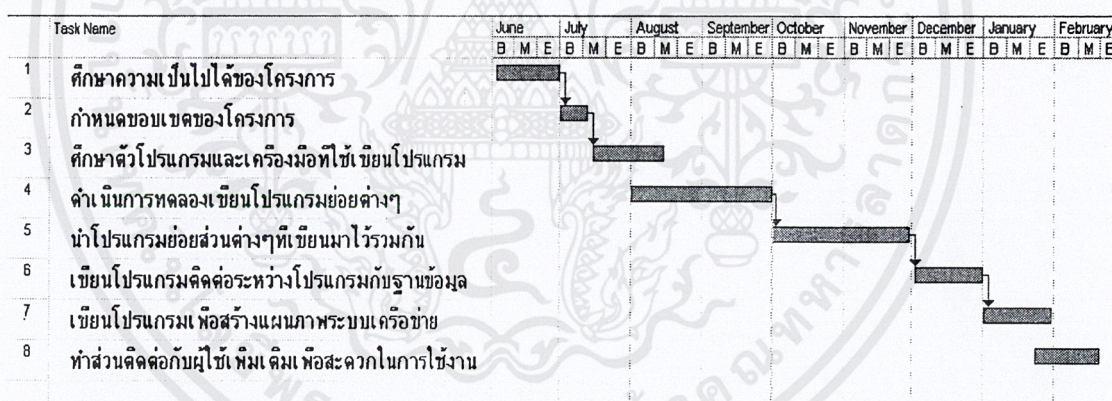 Task Name June July August September October November December January February
B M E B M E B M E B M E B M E B M E B M E B M E B M E
1 ศึกษาความเป็นไปได้ของโครงการ
2 กำหนดขอบเขตของโครงการ
3 ศึกษาตัวโปรแกรมและเครื่องมือที่ใช้เขียนโปรแกรม
4 ดำเนินการทดลองเขียนโปรแกรมย่อยต่างๆ
5 นำโปรแกรมย่อยส่วนต่างๆที่เขียนมาไว้รวมกัน
6 เขียนโปรแกรมติดต่อระหว่างโปรแกรมกับฐานข้อมูล
7 เขียนโปรแกรมเพื่อสร้างแผนภาพระบบเครือข่าย
8 ทำส่วนติดต่อกับผู้ใช้เพิ่มเติมเพื่อสะดวกในการใช้งาน